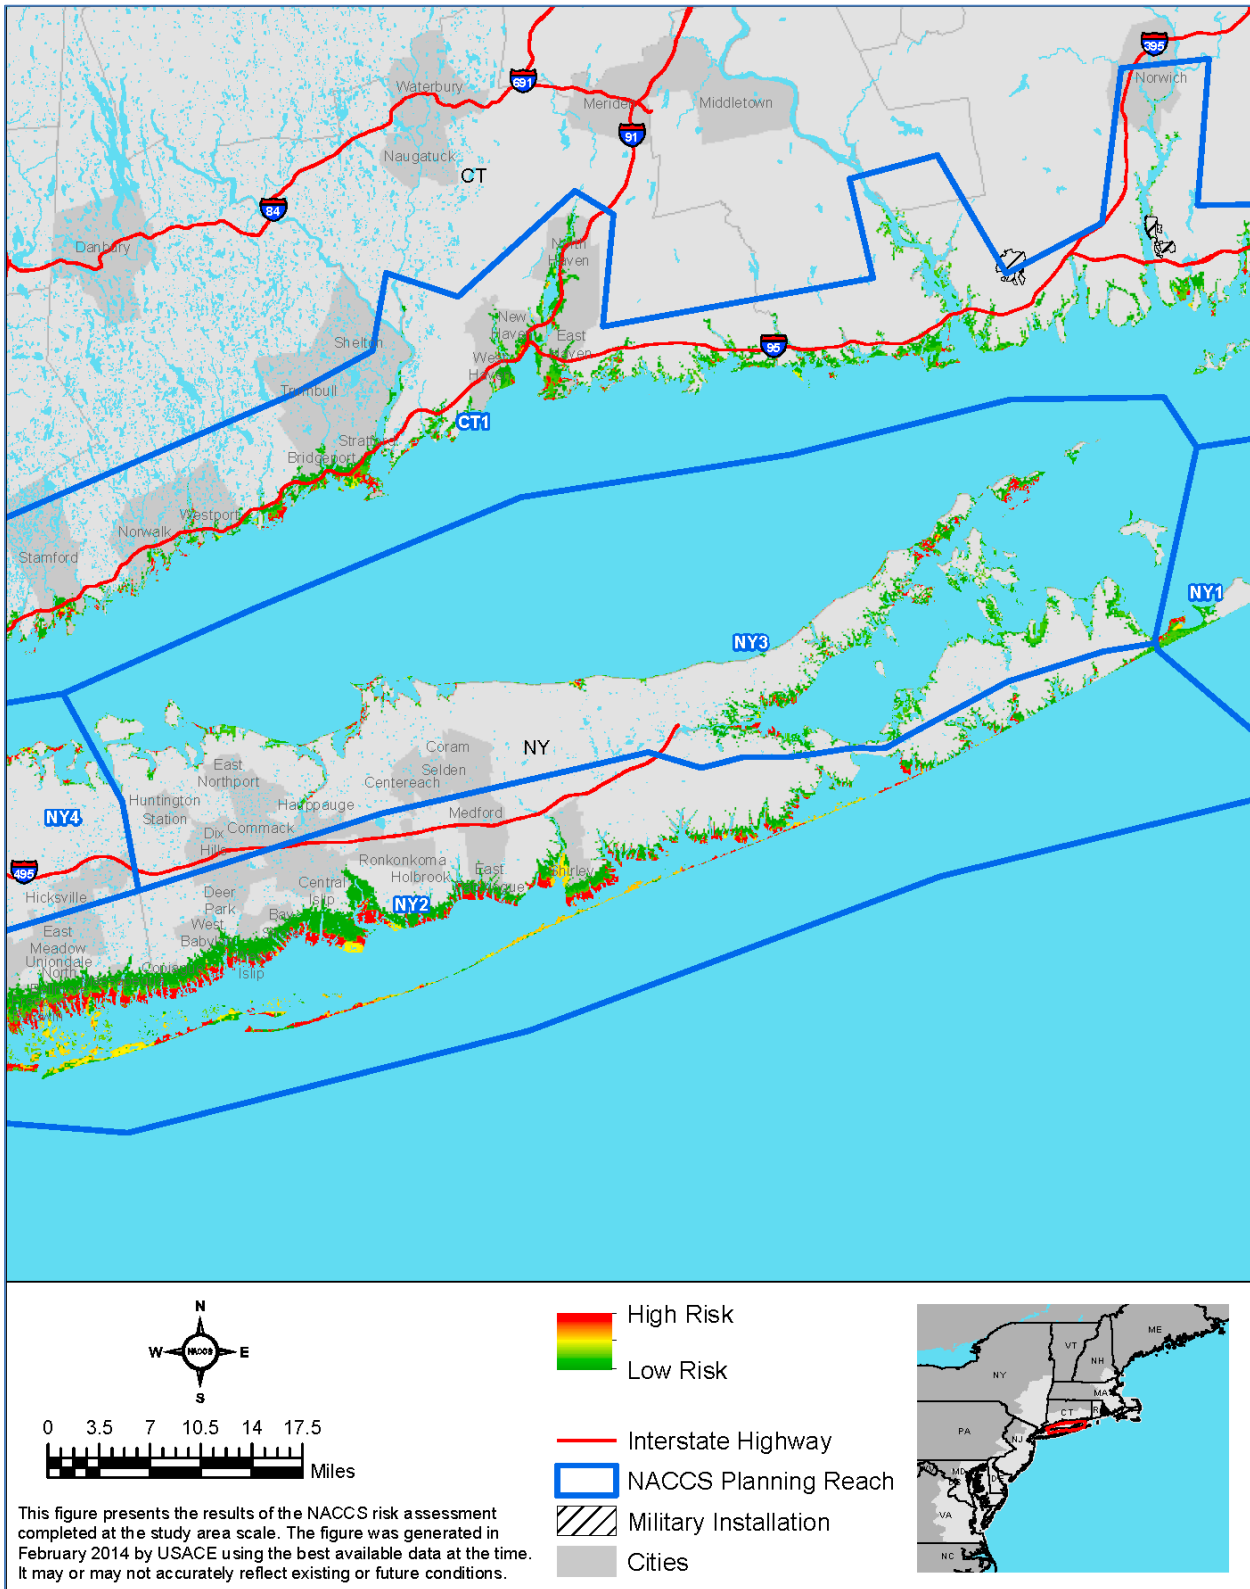 395
Norwich
Waterbury
691
Meriden
Middletown
91
Naugatuck
CT
84
Danbury
North
Haven
New
Haven
East
Haven
West
Haven
95
Shelton
Trumbull
CT1
Stratford
Bridgeport
Westport
Norwalk
Stamford
NY1
NY3
NY
Coram
Selden
Centereach
East
Northport
Hauppauge
Huntington
Station
Medford
Commack
Dix
Hills
NY4
495
Ronkonkoma
Holbrook
East
Shirley
Hicksville
Central
Islip
Deer
Park
NY2
Bay
West
East
Meadow
Uniondale
North
Islip
N
W NACCS E
S
0 3.5 7 10.5 14 17.5
Miles
This figure presents the results of the NACCS risk assessment
completed at the study area scale. The figure was generated in
February 2014 by USACE using the best available data at the time.
It may or may not accurately reflect existing or future conditions.
High Risk
Low Risk
Interstate Highway
NACCS Planning Reach
Military Installation
Cities
ME
VT
NH
NY
MA
CT
PA
NJ
MD
DE
VA
NC